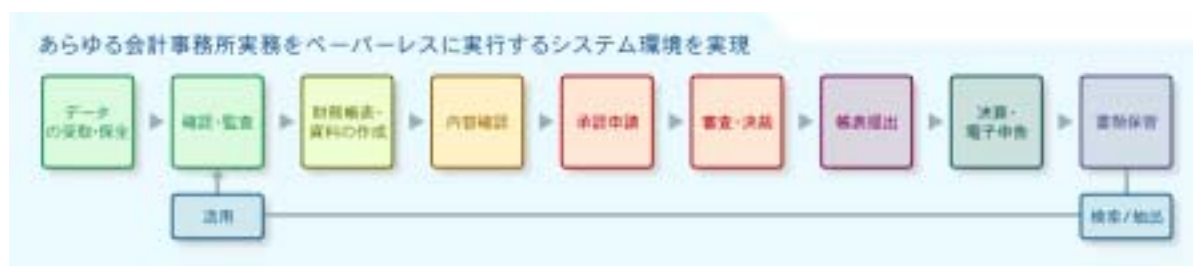 あらゆる会計事務所実務をペーパーレスに実行するシステム環境を実現
データ
の受取・保全
確認・監査
財務帳表・
資料の作成
内容確認
承認申請
審査・決裁
帳表提出
決算・
電子申告
書類保管
活用
検索/抽出